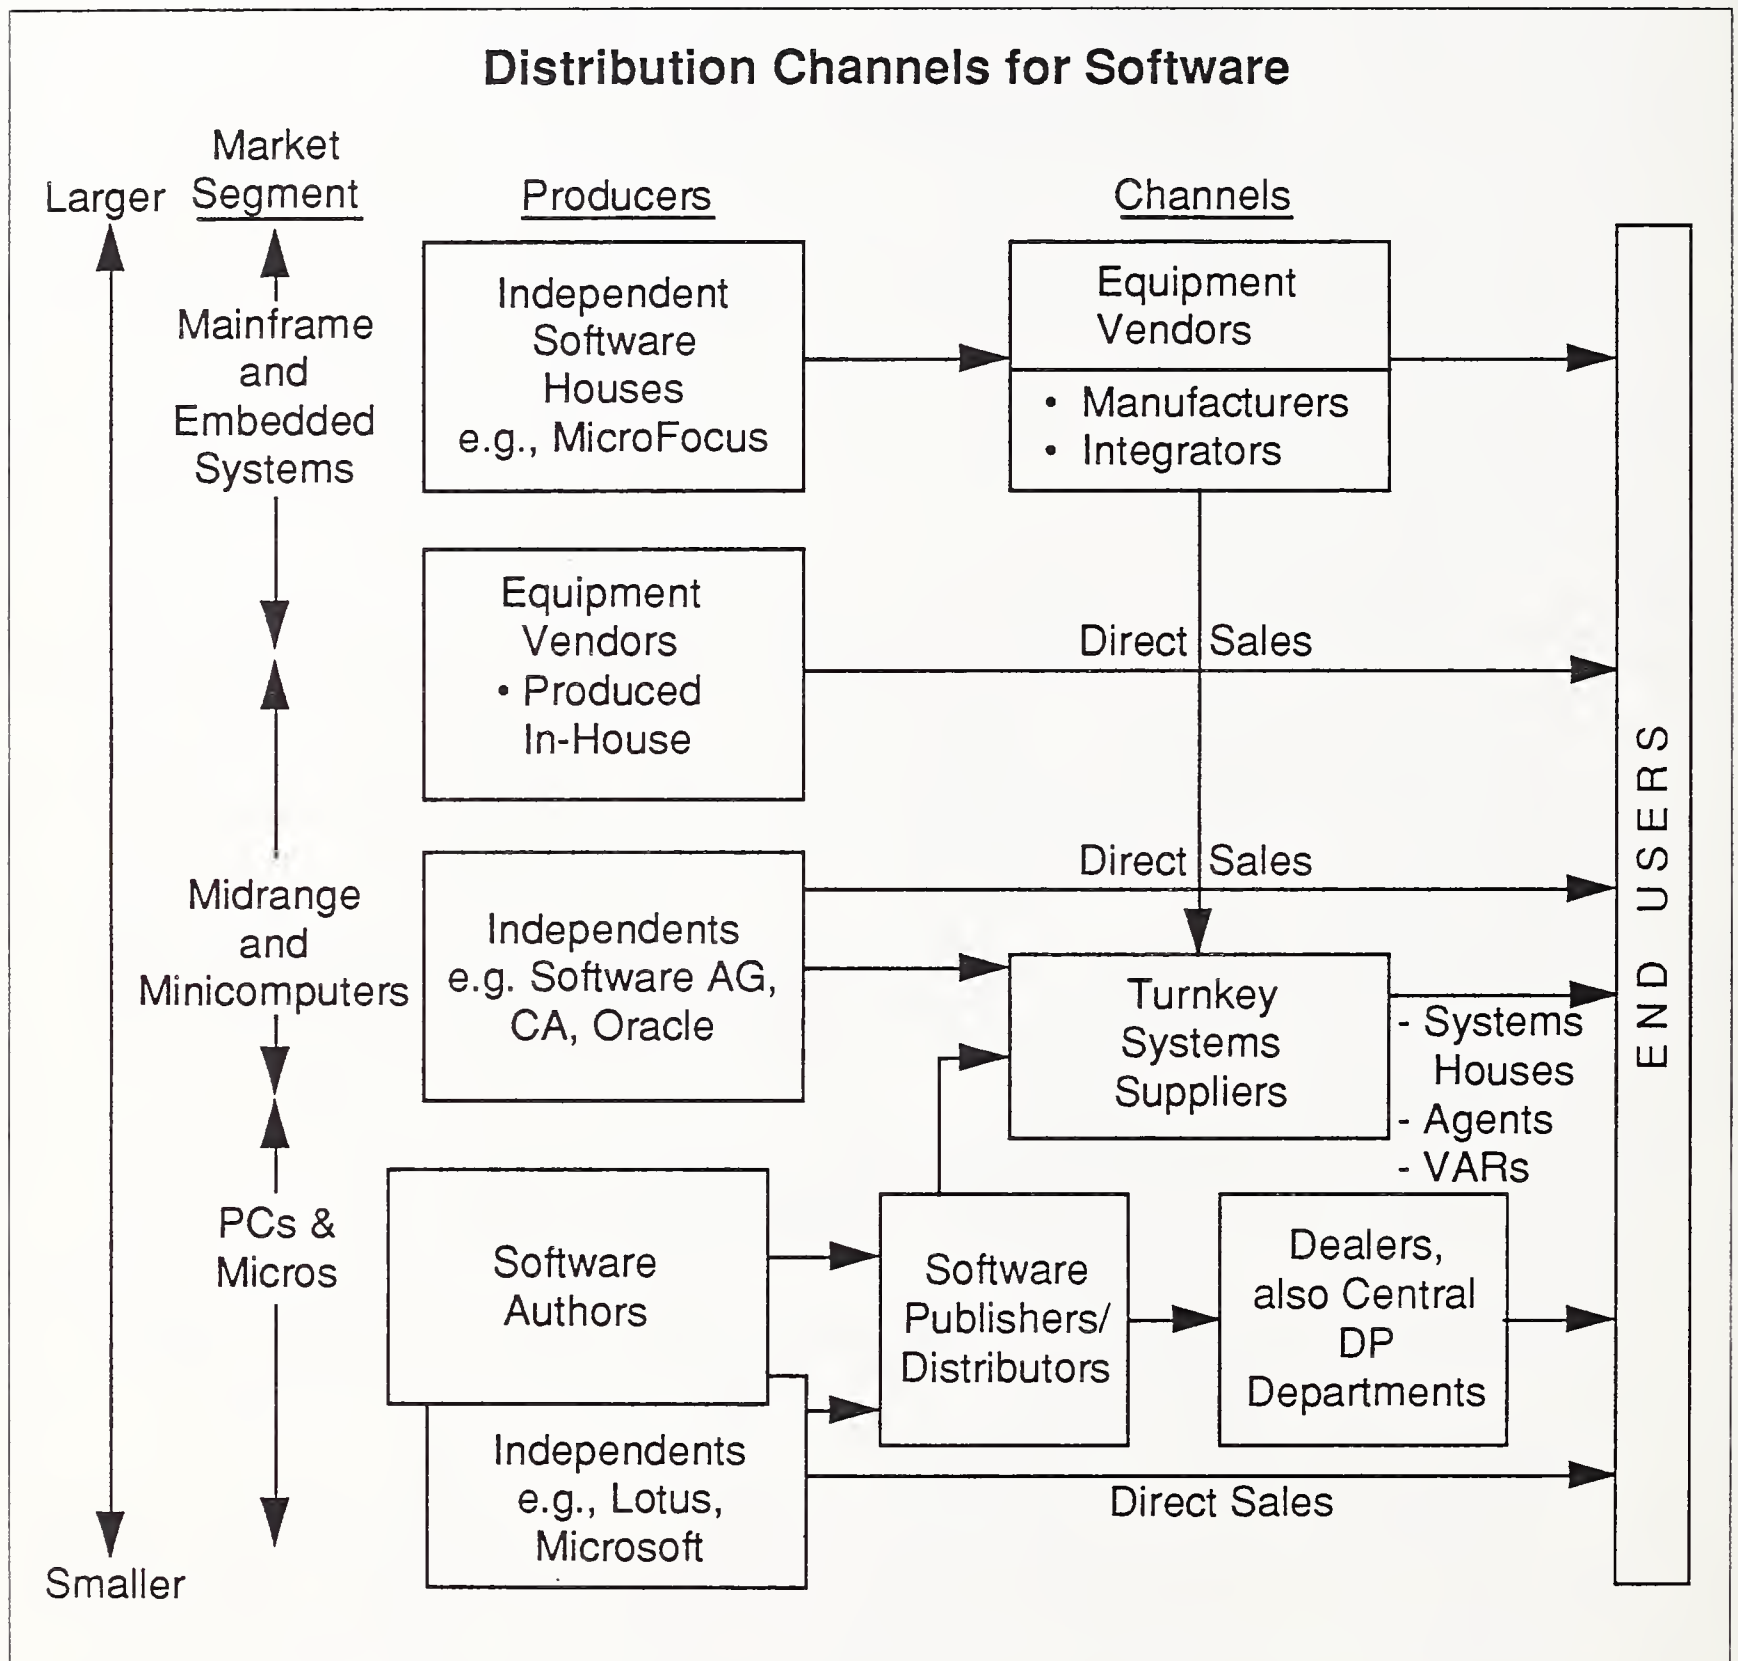 Distribution Channels for Software
Larger
Market
Segment
Producers
Channels
Mainframe
and
Embedded
Systems
Independent
Software
Houses
e.g., MicroFocus
Equipment
Vendors
• Manufacturers
• Integrators
Equipment
Vendors
• Produced
In-House
Direct Sales
Midrange
and
Minicomputers
Independents
e.g. Software AG,
CA, Oracle
Direct Sales
Turnkey
Systems
Suppliers
- Systems
Houses
- Agents
- VARs
PCs &
Micros
Software
Authors
Software
Publishers/
Distributors
Dealers,
also Central
DP
Departments
Independents
e.g., Lotus,
Microsoft
Direct Sales
Smaller
END USERS